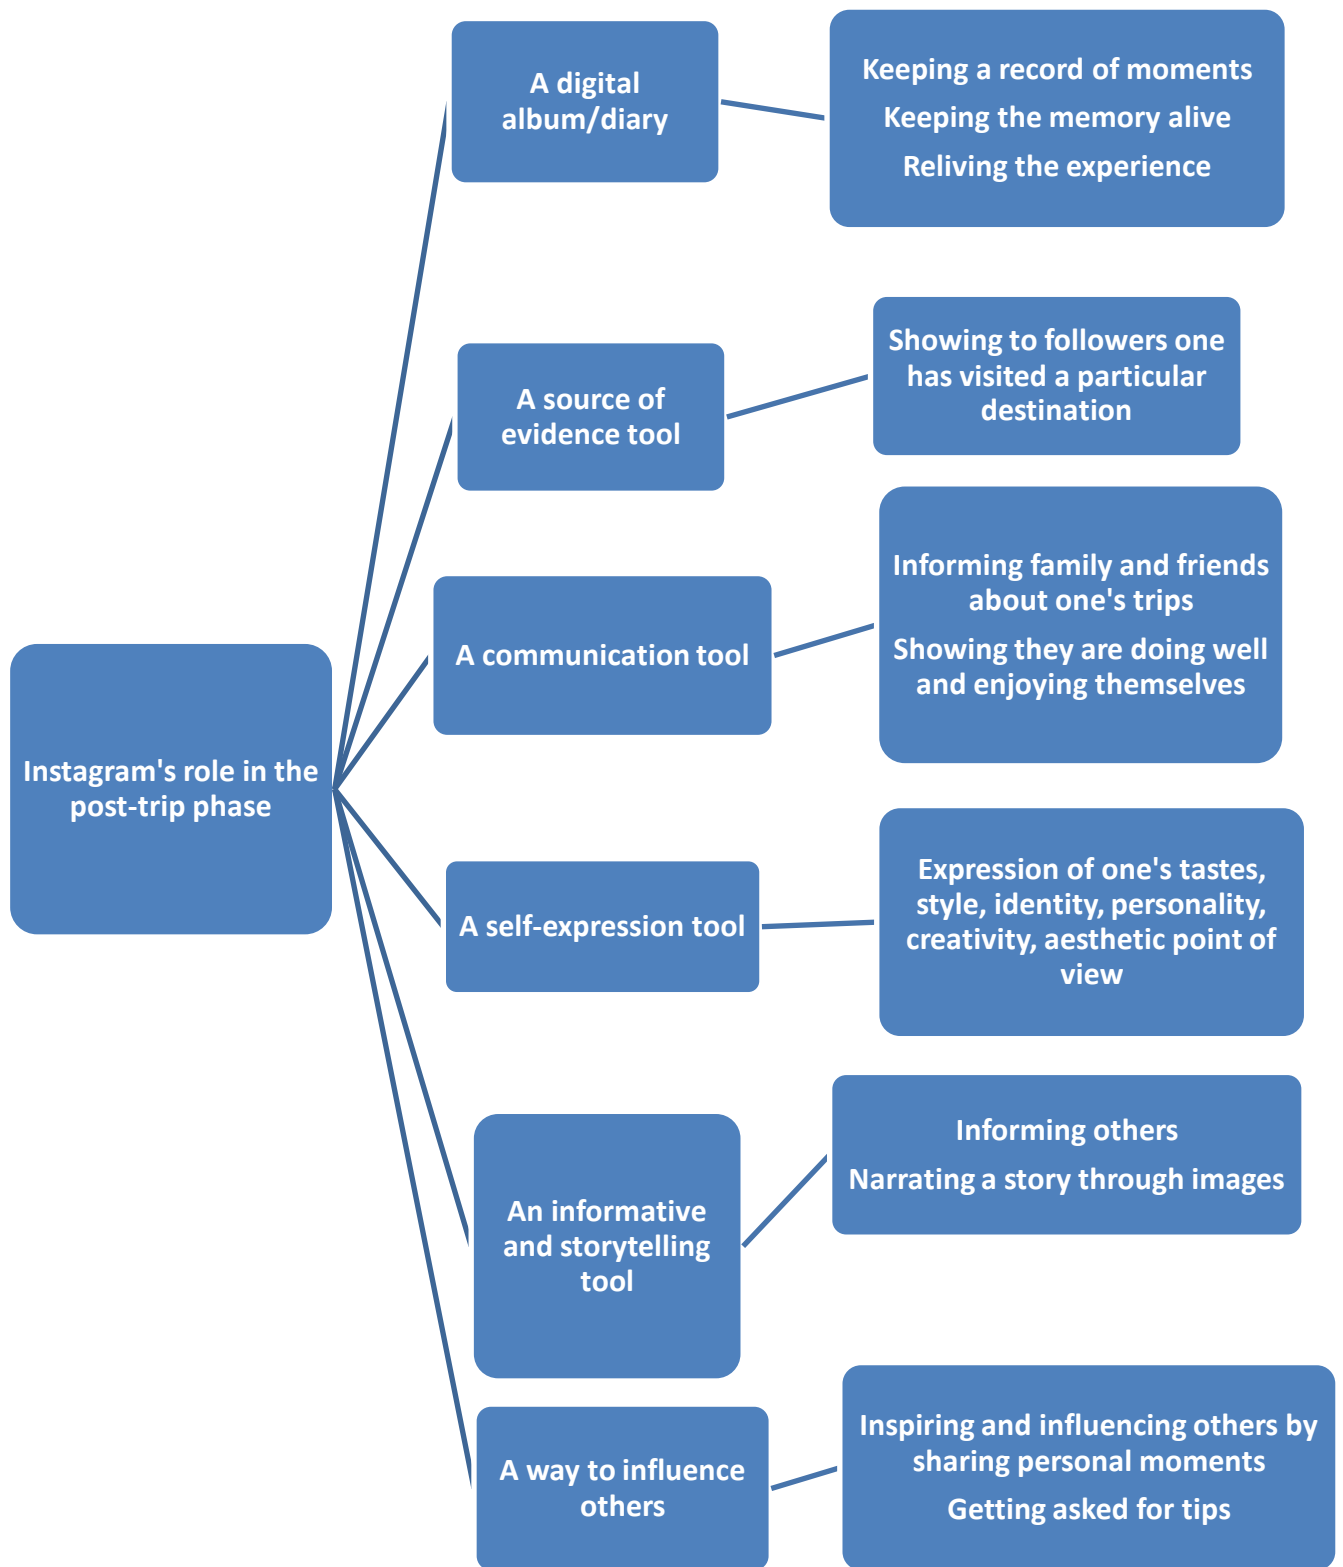 A digital
album/diary
Keeping a record of moments
Keeping the memory alive
Reliving the experience
A source of
evidence tool
Showing to followers one
has visited a particular
destination
A communication tool
Informing family and friends
about one's trips
Showing they are doing well
and enjoying themselves
Instagram's role in the
post-trip phase
A self-expression tool
Expression of one's tastes,
style, identity, personality,
creativity, aesthetic point of
view
An informative
and storytelling
tool
Informing others
Narrating a story through images
A way to influence
others
Inspiring and influencing others by
sharing personal moments
Getting asked for tips